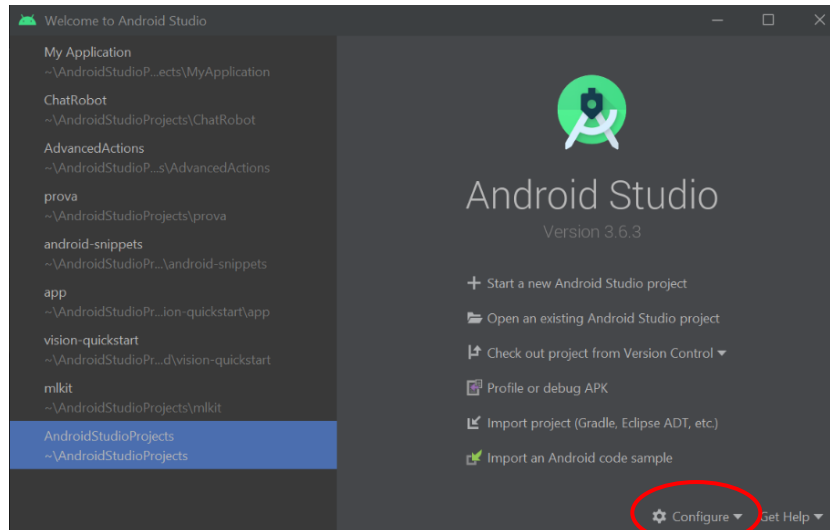 Welcome to Android Studio
My Application
~\AndroidStudioP...ects\MyApplication
ChatRobot
~\AndroidStudioProjects\ChatRobot
AdvancedActions
~\AndroidStudioP...s\AdvancedActions
prova
~\AndroidStudioProjects\prova
android-snippets
~\AndroidStudioPr...\android-snippets
app
~\AndroidStudioPr...ion-quickstart\app
vision-quickstart
~\AndroidStudioPr...d\vision-quickstart
mlkit
~\AndroidStudioProjects\mlkit
AndroidStudioProjects
~\AndroidStudioProjects
Android Studio
Version 3.6.3
Start a new Android Studio project
Open an existing Android Studio project
Check out project from Version Control
Profile or debug APK
Import project (Gradle, Eclipse ADT, etc.)
Import an Android code sample
Configure Get Help